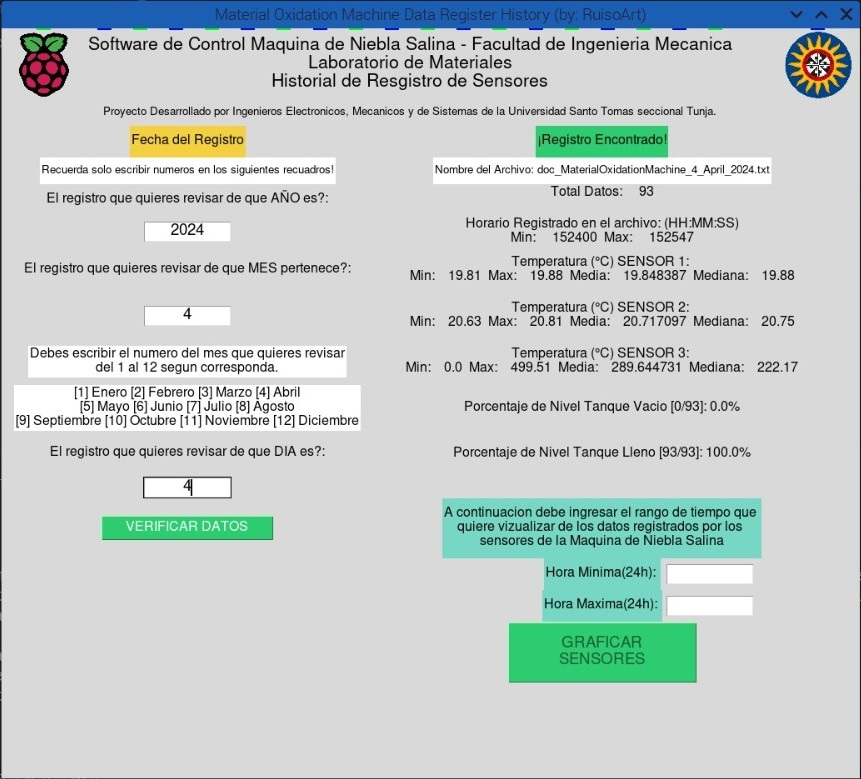 Material Oxidation Machine Data Register History (by: RuisoArt)
Software de Control Maquina de Niebla Salina - Facultad de Ingenieria Mecanica
Laboratorio de Materiales
Historial de Resgistro de Sensores
Proyecto Desarrollado por Ingenieros Electronicos, Mecanicos y de Sistemas de la Universidad Santo Tomas seccional Tunja.
Fecha del Registro
Recuerda solo escribir numeros en los siguientes recuadros!
El registro que quieres revisar de que AÑO es?:
2024
El registro que quieres revisar de que MES pertenece?:
4
Debes escribir el numero del mes que quieres revisar
del 1 al 12 segun corresponda.
[1] Enero [2] Febrero [3] Marzo [4] Abril
[5] Mayo [6] Junio [7] Julio [8] Agosto
[9] Septiembre [10] Octubre [11] Noviembre [12] Diciembre
El registro que quieres revisar de que DIA es?:
4
VERIFICAR DATOS
¡Registro Encontrado!
Nombre del Archivo: doc_MaterialOxidationMachine_4_April_2024.txt
Total Datos: 93
Horario Registrado en el archivo: (HH:MM:SS)
Min: 152400 Max: 152547
Temperatura (°C) SENSOR 1:
Min: 19.81 Max: 19.88 Media: 19.848387 Mediana: 19.88
Temperatura (°C) SENSOR 2:
Min: 20.63 Max: 20.81 Media: 20.717097 Mediana: 20.75
Temperatura (°C) SENSOR 3:
Min: 0.0 Max: 499.51 Media: 289.644731 Mediana: 222.17
Porcentaje de Nivel Tanque Vacio [0/93]: 0.0%
Porcentaje de Nivel Tanque Lleno [93/93]: 100.0%
A continuacion debe ingresar el rango de tiempo que
quiere vizualizar de los datos registrados por los
sensores de la Maquina de Niebla Salina
Hora Minima(24h):
Hora Maxima(24h):
GRAFICAR
SENSORES